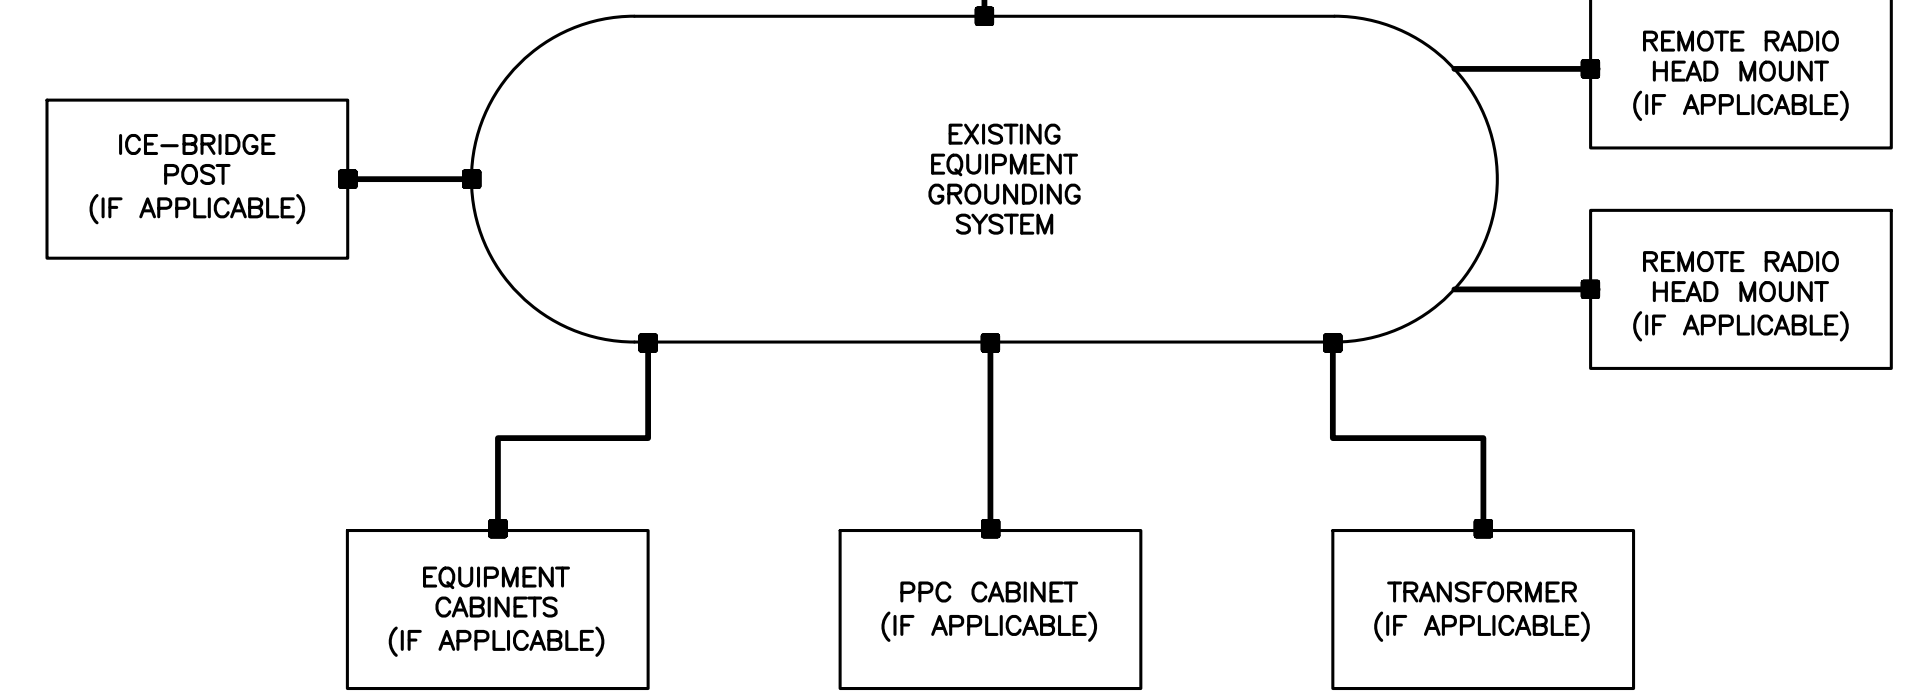 REMOTE RADIO
HEAD MOUNT
(IF APPLICABLE)
ICE-BRIDGE
POST
(IF APPLICABLE)
EXISTING
EQUIPMENT
GROUNDING
SYSTEM
REMOTE RADIO
HEAD MOUNT
(IF APPLICABLE)
EQUIPMENT
CABINETS
(IF APPLICABLE)
PPC CABINET
(IF APPLICABLE)
TRANSFORMER
(IF APPLICABLE)